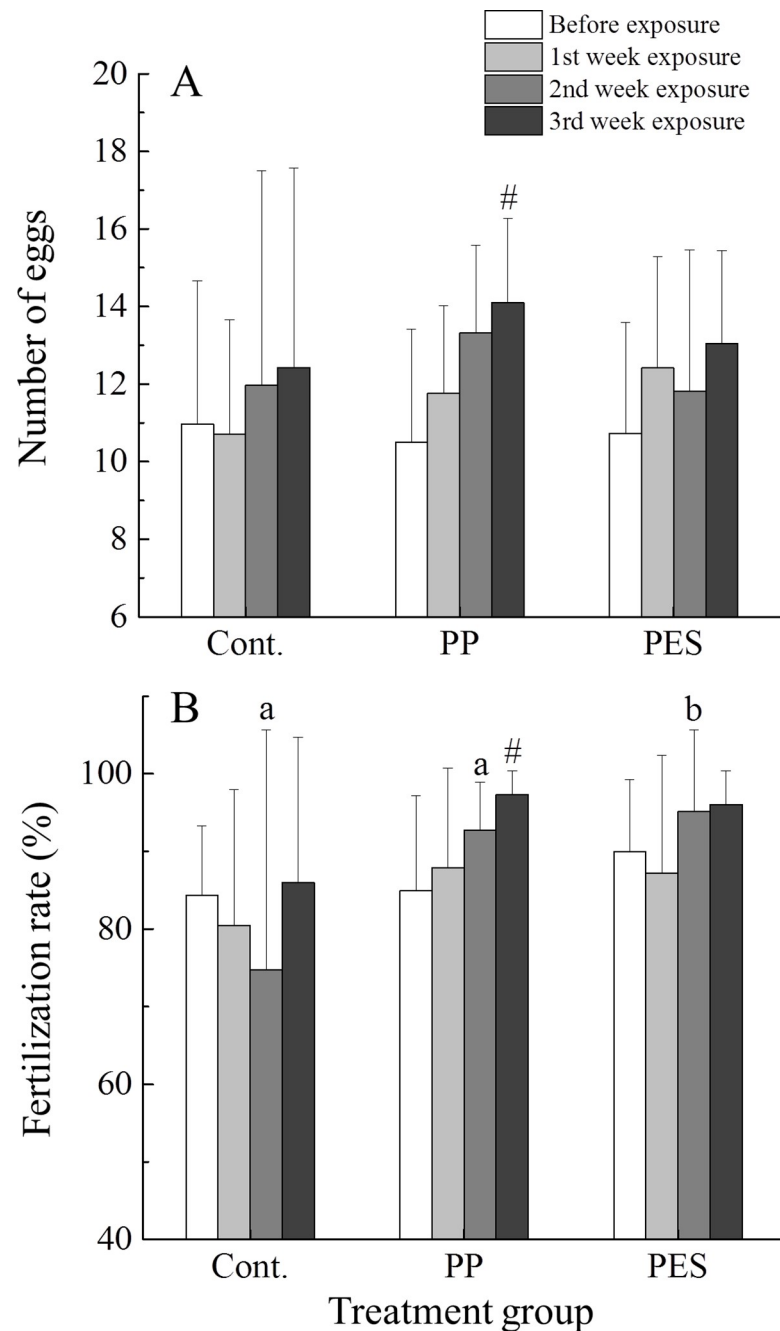 Before exposure
1st week exposure
2nd week exposure
3rd week exposure
A
20
18
16
14
12
10
8
6
Number of eggs
#
Cont. PP PES
B
a
a
#
b
100
80
60
40
Fertilization rate (%)
Cont. PP PES
Treatment group